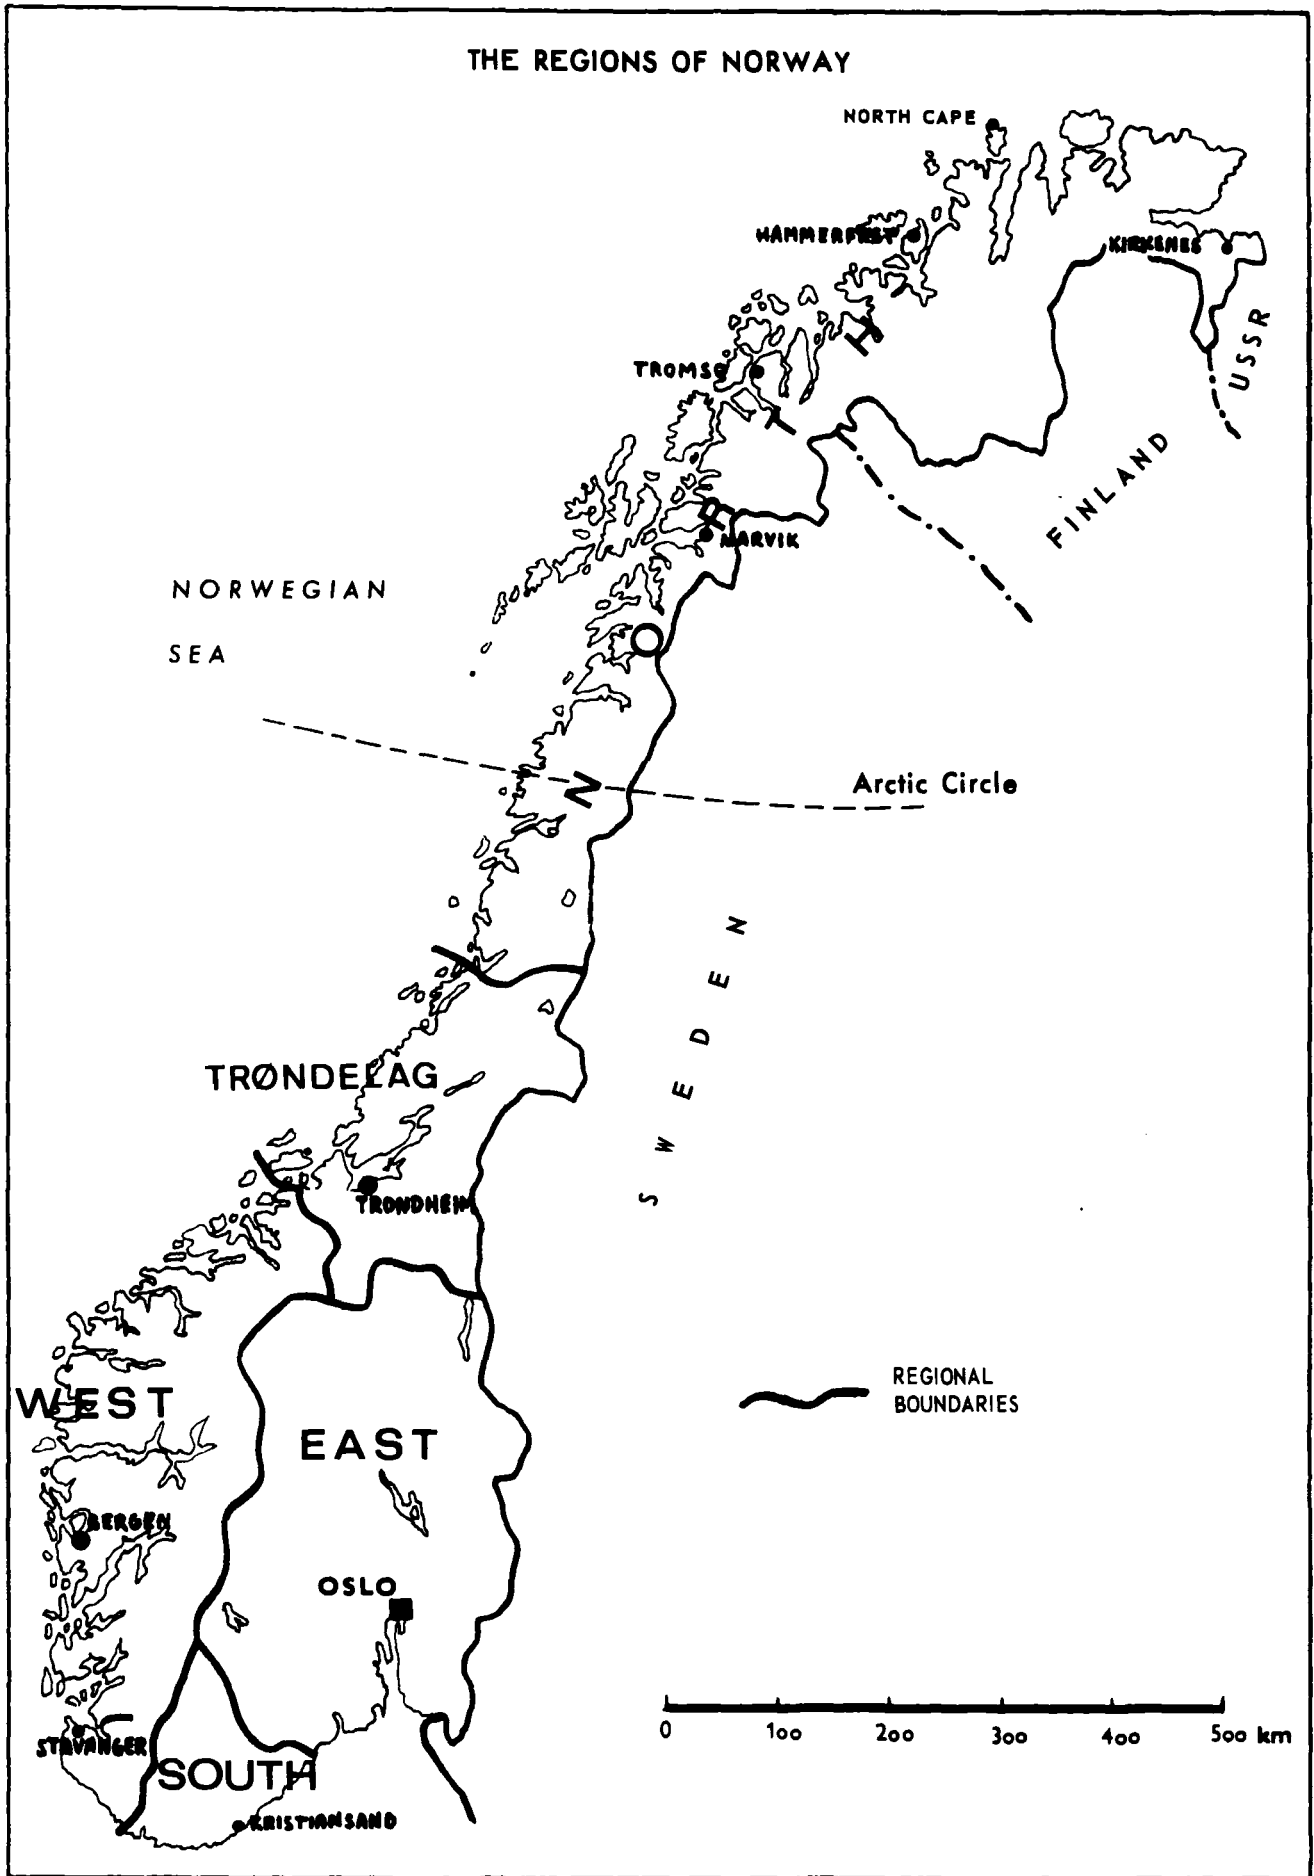 THE REGIONS OF NORWAY
NORTH CAPE
HAMMERFEST
KIRKENES
USSR
TROMSØ
FINLAND
NARVIK
NORWEGIAN
SEA
NORTH
Arctic Circle
SWEDEN
TRØNDELAG
TRONDHEIM
WEST
REGIONAL
BOUNDARIES
EAST
BERGEN
OSLO
0 100 200 300 400 500 km
STAVANGER
SOUTH
KRISTIANSAND